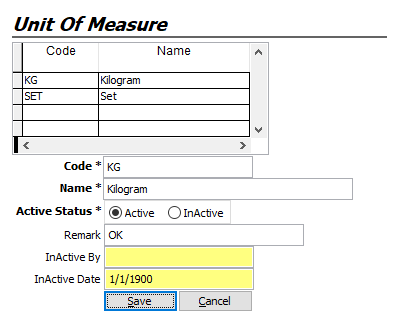 Unit Of Measure
Code Name
KG Kilogram
SET Set
Code * KG
Name * Kilogram
Active Status * Active InActive
Remark OK
InActive By
InActive Date 1/1/1900
Save Cancel